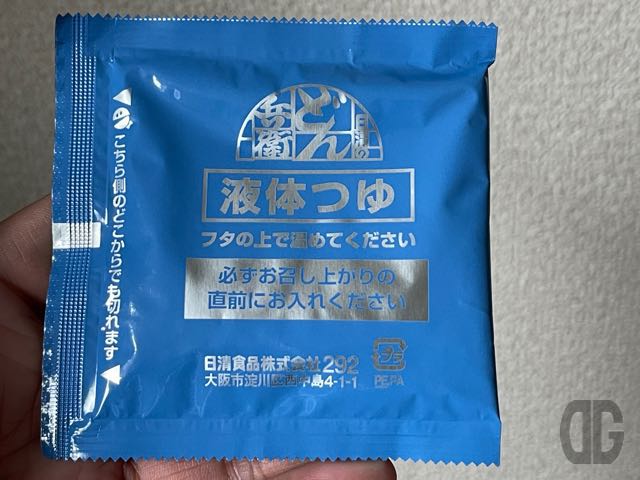 日清の
どん
兵衛
液体つゆ
フタの上で温めてください
必ずお召し上がりの
直前にお入れください
こちら側のどこからでも切れます
日清食品株式会社292
大阪市淀川区西中島4-1-1
プラ
PE,PA
DG